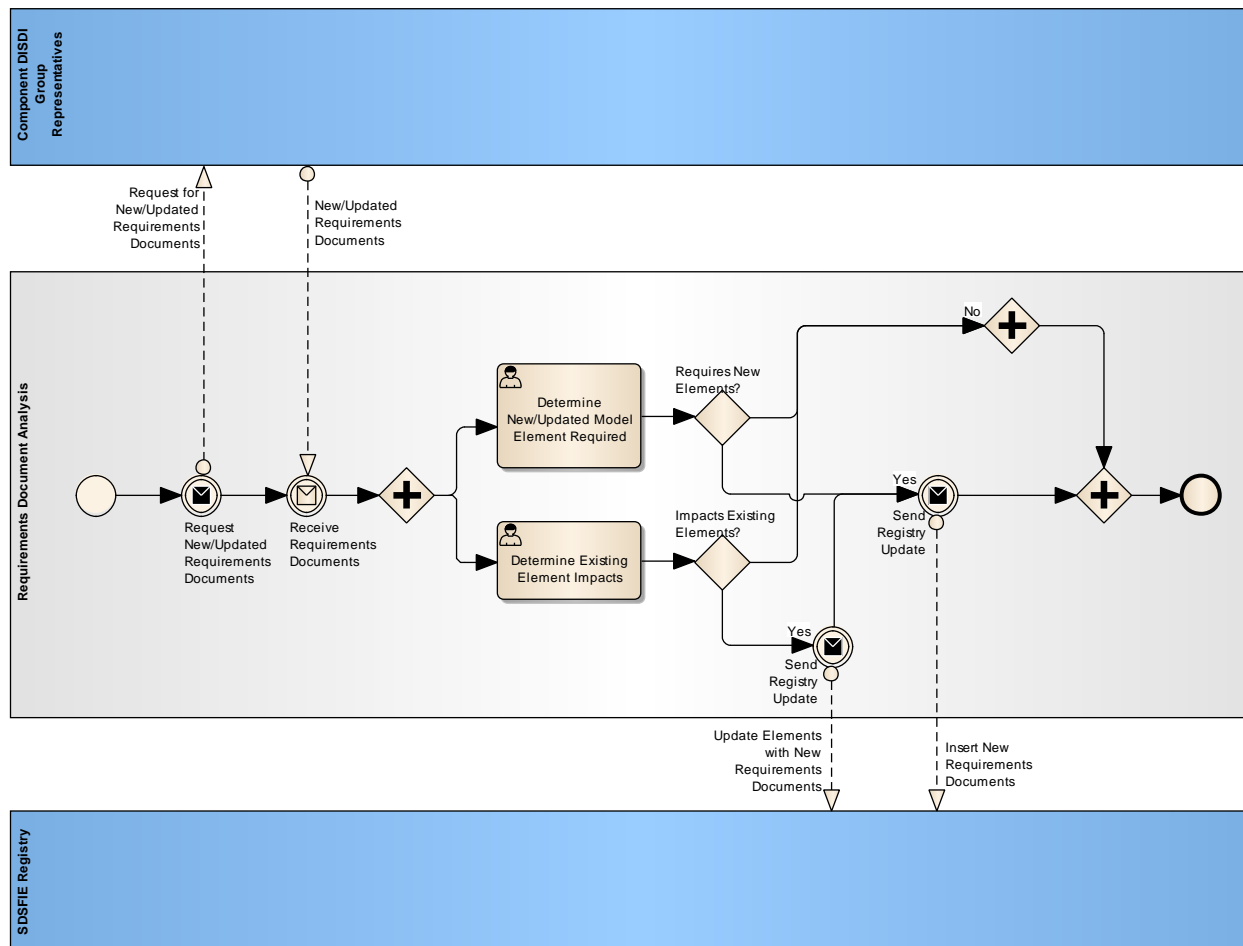 Component DISDI
Group
Representatives
Request for
New/Updated
Requirements
Documents
New/Updated
Requirements
Documents
Requirements Document Analysis
No
Requires New
Elements?
Determine
New/Updated Model
Element Required
Yes
Send
Registry
Update
Request
New/Updated
Requirements
Documents
Receive
Requirements
Documents
Impacts Existing
Elements?
Determine Existing
Element Impacts
Yes
Send
Registry
Update
Update Elements
with New
Requirements
Documents
Insert New
Requirements
Documents
SDSFIE Registry